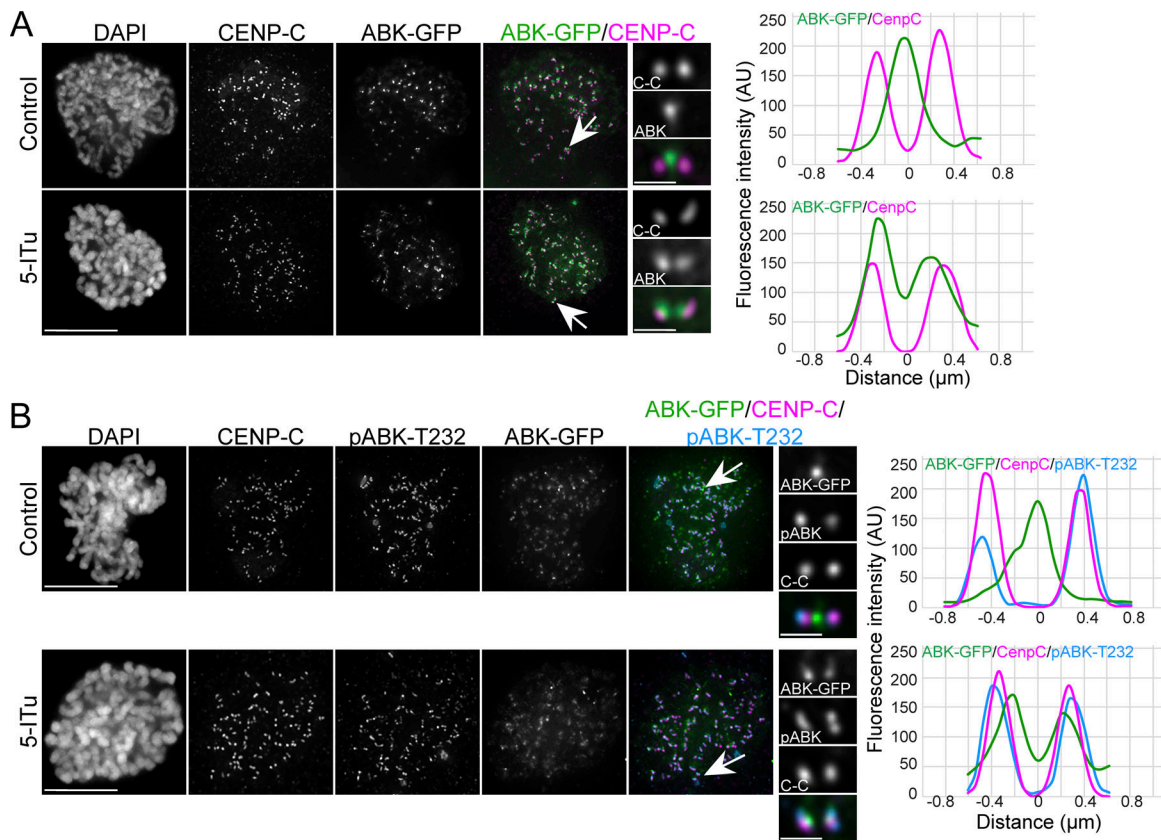 A
DAPI
CENP-C
ABK-GFP
ABK-GFP/CENP-C
Control
C-C
ABK
5-ITu
C-C
ABK
ABK-GFP/CenpC
250
200
150
100
50
0
-0.8
-0.4
0
0.4
0.8
ABK-GFP/CenpC
250
200
150
100
50
0
-0.8
-0.4
0
0.4
0.8
Fluorescence intensity (AU)
Distance (µm)
B
DAPI
CENP-C
pABK-T232
ABK-GFP
ABK-GFP/CENP-C/
pABK-T232
Control
ABK-GFP
pABK
C-C
5-ITu
ABK-GFP
pABK
C-C
ABK-GFP/CenpC/pABK-T232
250
200
150
100
50
0
-0.8
-0.4
0
0.4
0.8
ABK-GFP/CenpC/pABK-T232
250
200
150
100
50
0
-0.8
-0.4
0
0.4
0.8
Fluorescence intensity (AU)
Distance (µm)